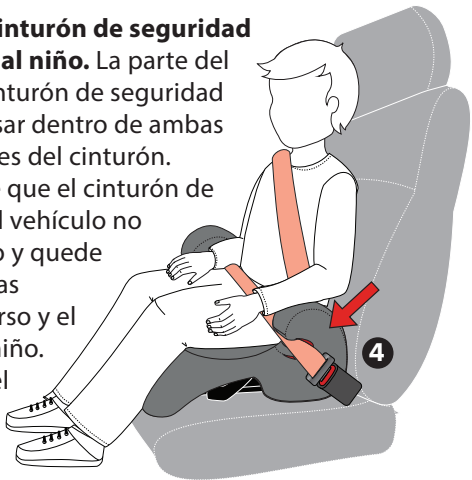 cinturón de seguridad
al niño. La parte del
inturón de seguridad
sar dentro de ambas
es del cinturón.
que el cinturón de
l vehículo no
y quede
as
rso y el
niño.
el
4